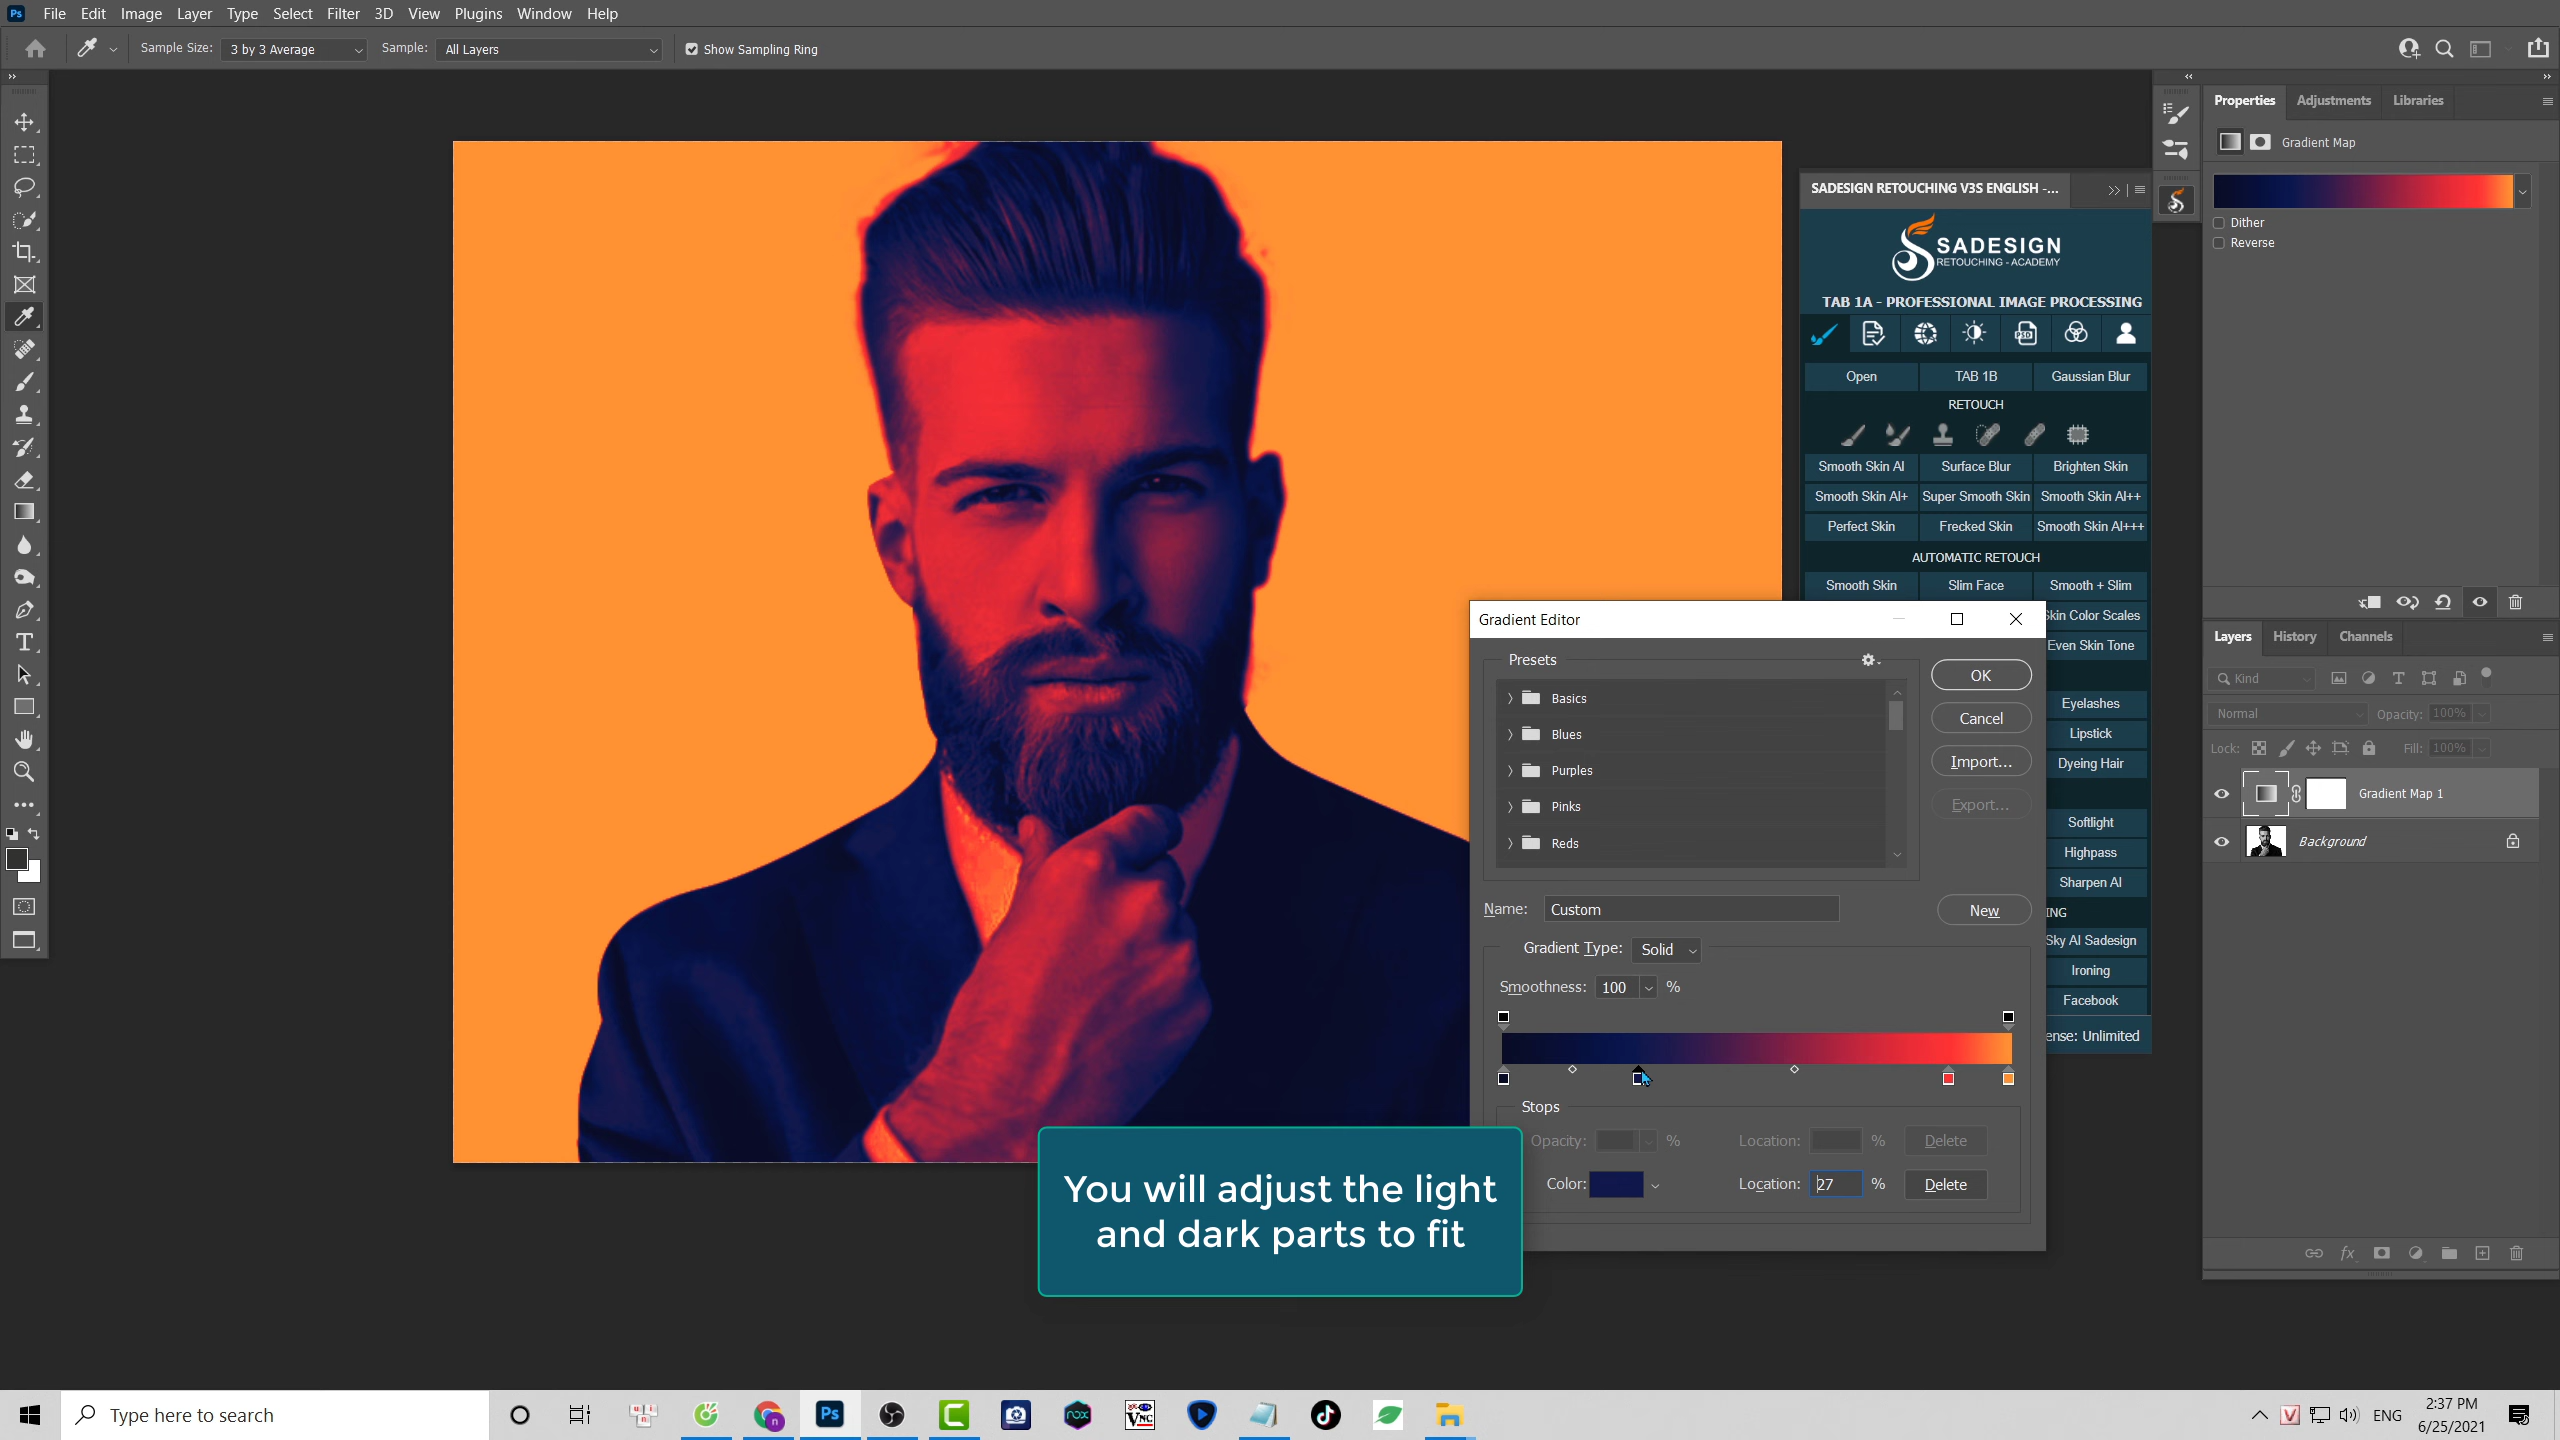 Ps File Edit Image Layer Type Select Filter 3D View Plugins Window Help
Sample Size: 3 by 3 Average Sample: All Layers Show Sampling Ring
Properties Adjustments Libraries
Gradient Map
Dither
Reverse
SADESIGN RETOUCHING V3S ENGLISH -...
SADESIGN
RETOUCHING - ACADEMY
TAB 1A - PROFESSIONAL IMAGE PROCESSING
PSD
Open TAB 1B Gaussian Blur
RETOUCH
Smooth Skin AI Surface Blur Brighten Skin
Smooth Skin AI+ Super Smooth Skin Smooth Skin AI++
Perfect Skin Frecked Skin Smooth Skin AI+++
AUTOMATIC RETOUCH
Smooth Skin Slim Face Smooth + Slim
Skin Color Scales
Even Skin Tone
Eyelashes
Lipstick
Dyeing Hair
Softlight
Highpass
Sharpen AI
ING
Sky AI Sadesign
Ironing
Facebook
ense: Unlimited
Gradient Editor
Presets
Basics
Blues
Purples
Pinks
Reds
OK
Cancel
Import...
Export...
Name: Custom
New
Gradient Type: Solid
Smoothness: 100 %
Stops
Opacity: % Location: % Delete
Color: Location: 27 % Delete
Layers History Channels
Kind
Normal Opacity: 100%
Lock: Fill: 100%
Gradient Map 1
Background
fx
You will adjust the light
and dark parts to fit
Type here to search
Ps
nox
VNC
ENG
2:37 PM
6/25/2021